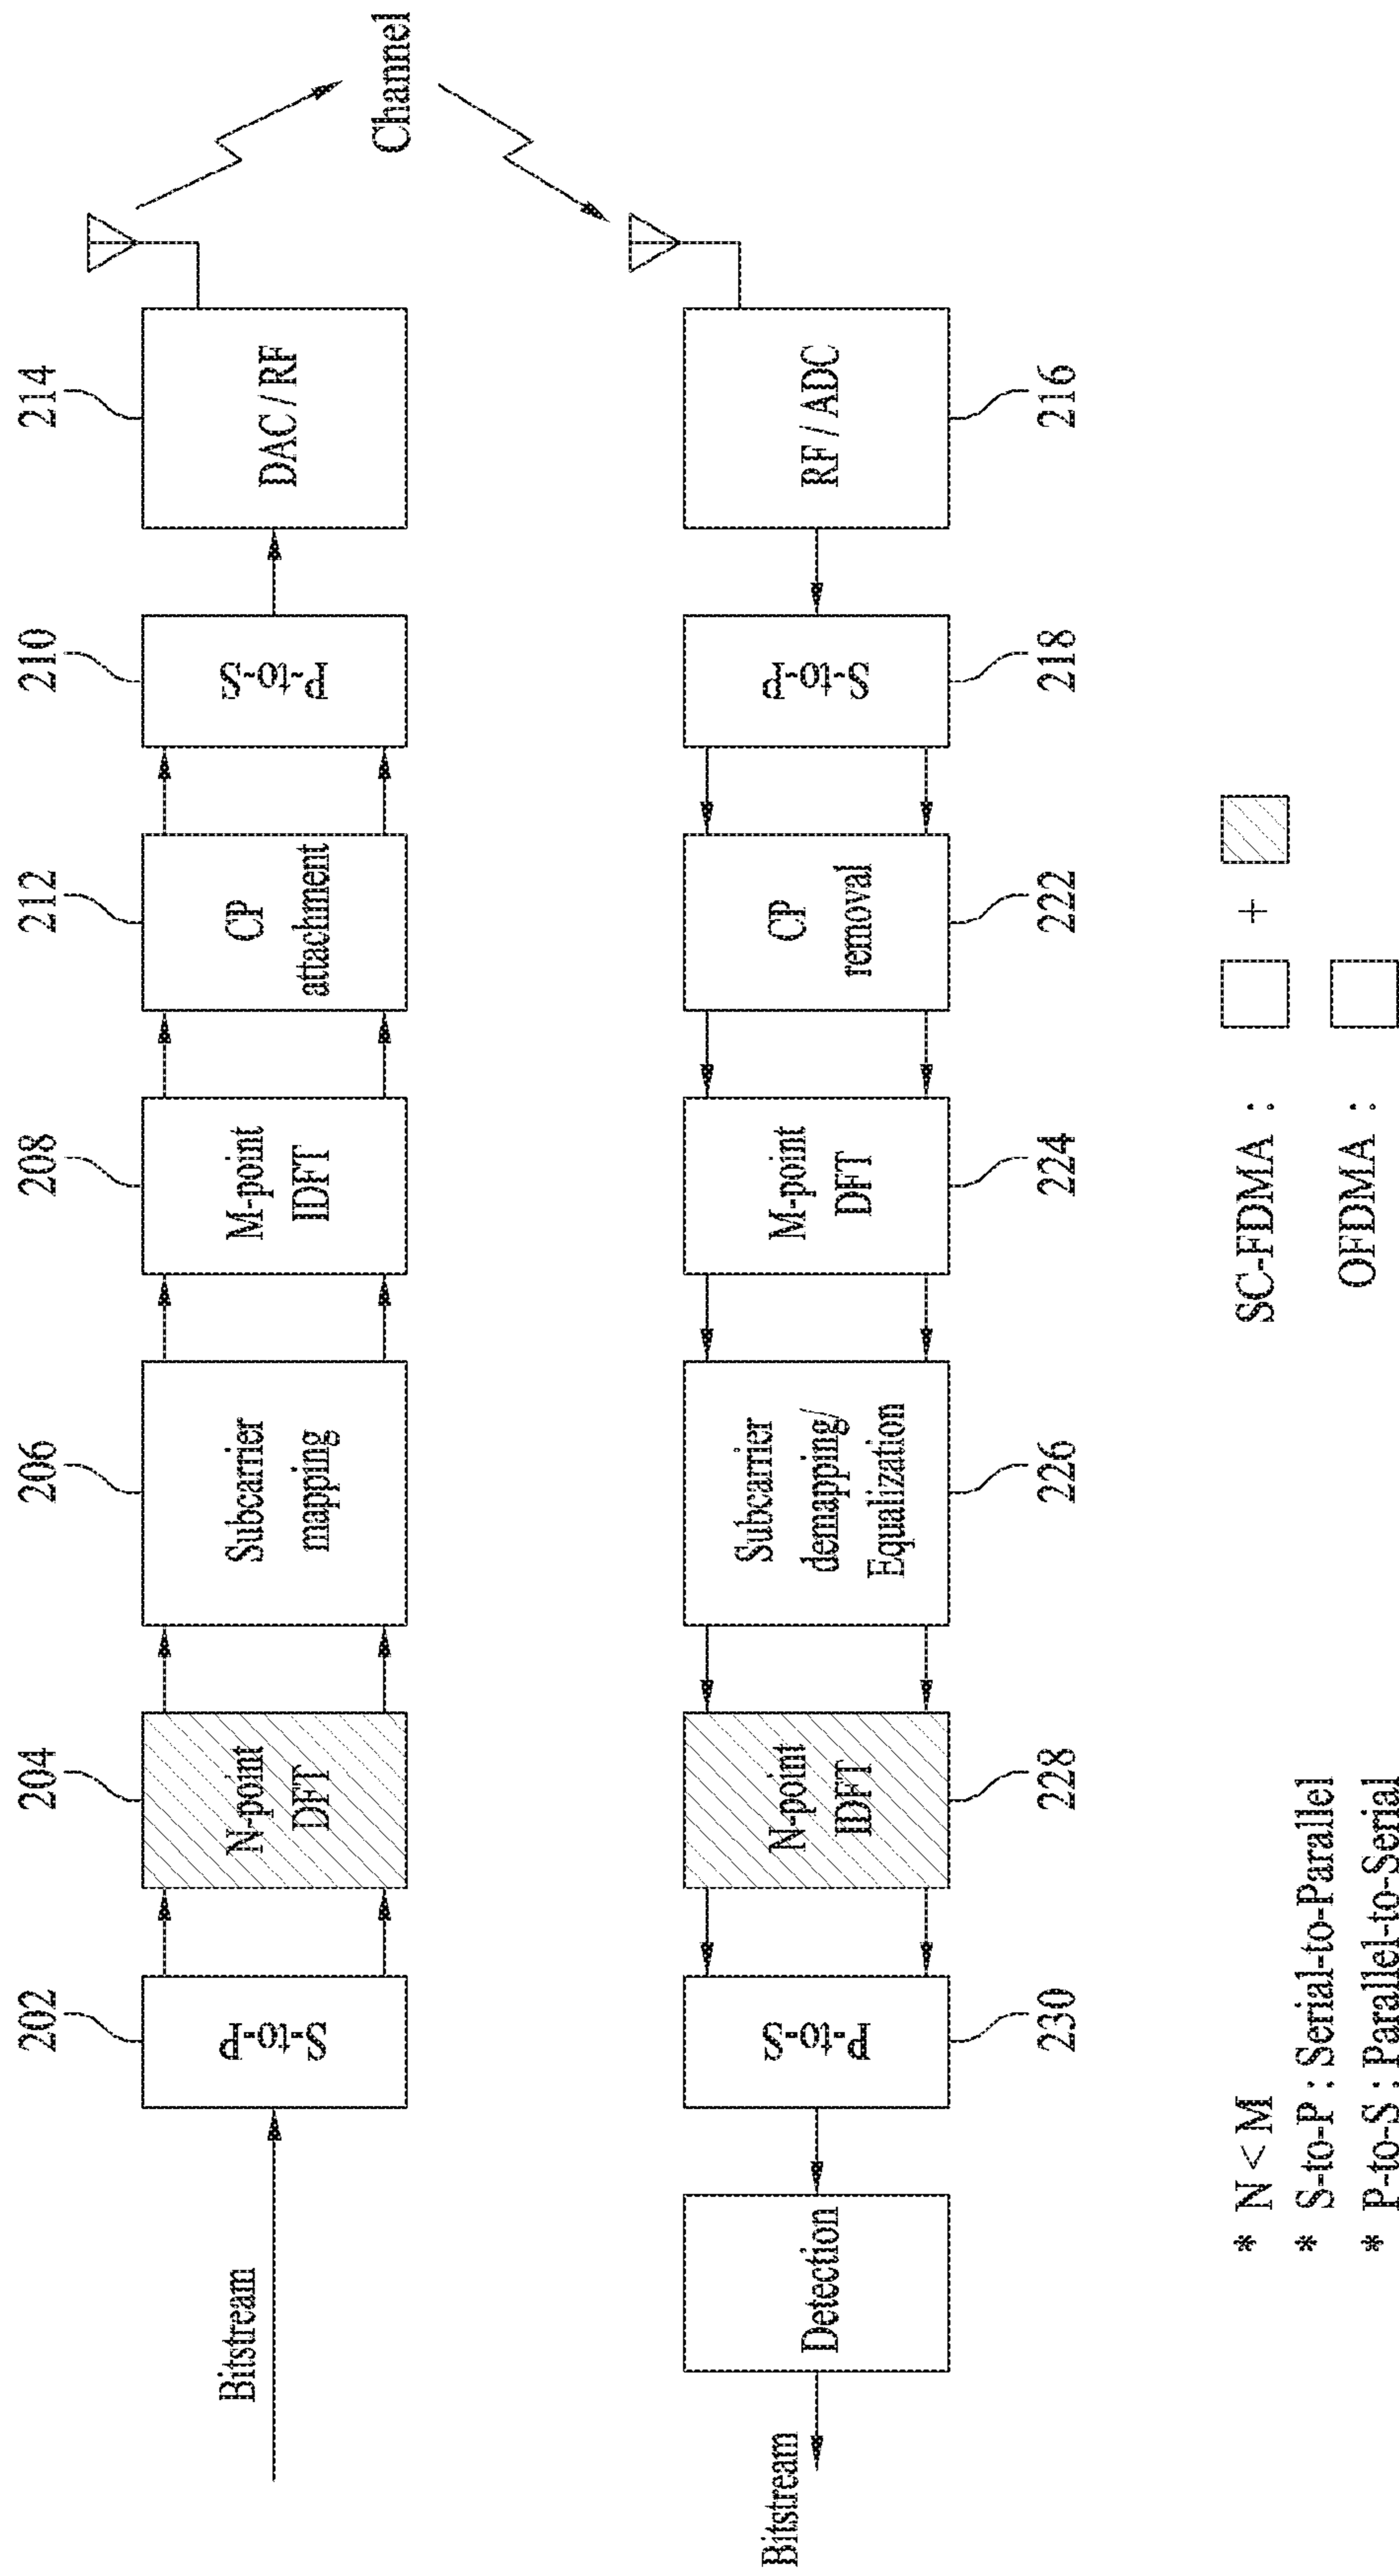 202
204
206
208
212
210
214
Bitstream
S-to-P
N-point
DFT
Subcarrier
mapping
M-point
IDFT
CP
attachment
P-to-S
DAC / RF
Channel
Bitstream
Detection
P-to-S
N-point
IDFT
Subcarrier
demapping/
Equalization
M-point
DFT
CP
removal
S-to-P
RF / ADC
230
228
226
224
222
218
216
* N < M
* S-to-P : Serial-to-Parallel
* P-to-S : Parallel-to-Serial
SC-FDMA : +
OFDMA :